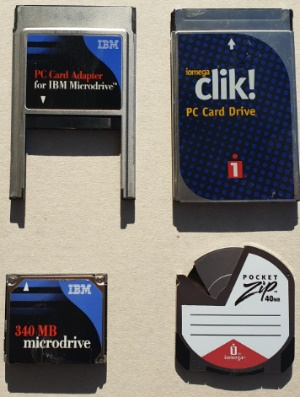 IBM
PC Card Adapter
for IBM Microdrive™
iomega
clik!
PC Card Drive
IBM
340 MB
microdrive
POCKET
Zip™
40MB
iomega